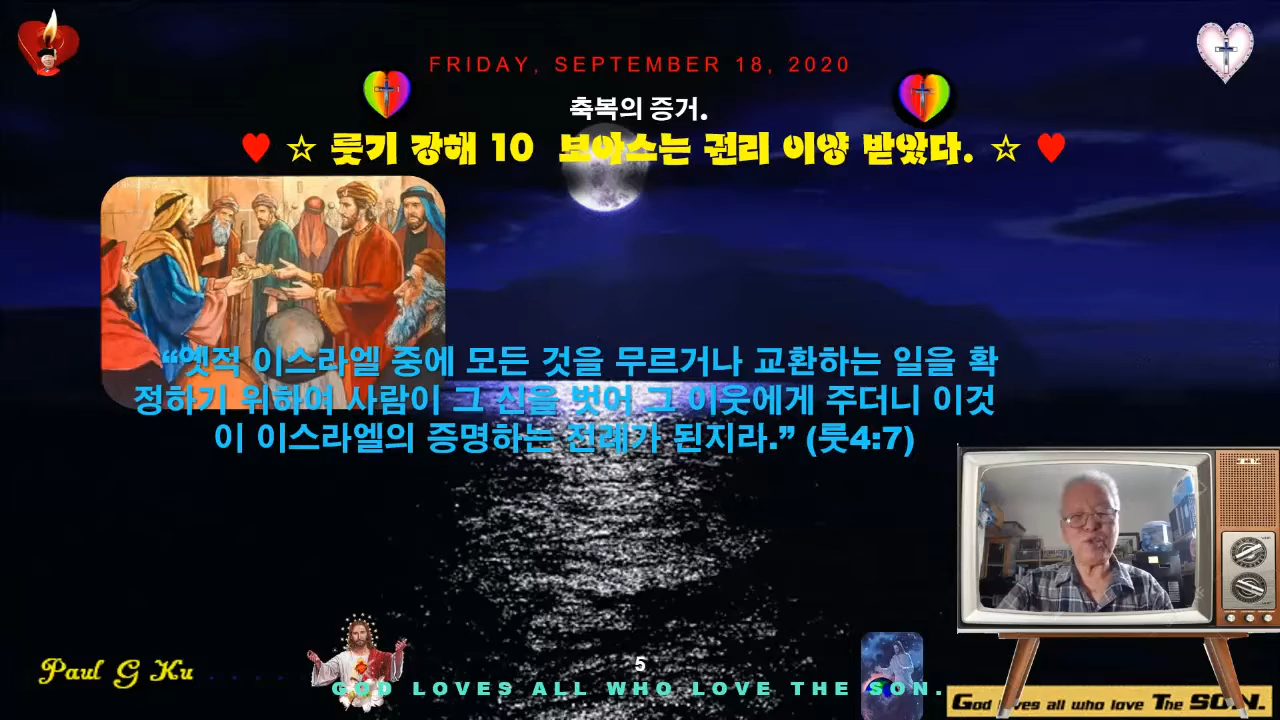 FRIDAY, SEPTEMBER 18, 2020
축복의 증거.
♥ ☆ 룻기 강해 10 보아스는 권리 이양 받았다. ☆ ♥
“옛적 이스라엘 중에 모든 것을 무르거나 교환하는 일을 확
정하기 위하여 사람이 그 신을 벗어 그 이웃에게 주더니 이것
이 이스라엘의 증명하는 전례가 된지라.” (룻4:7)
Paul G Ku . . . . .
5
GOD LOVES ALL WHO LOVE THE SON.
God loves all who love The SON.